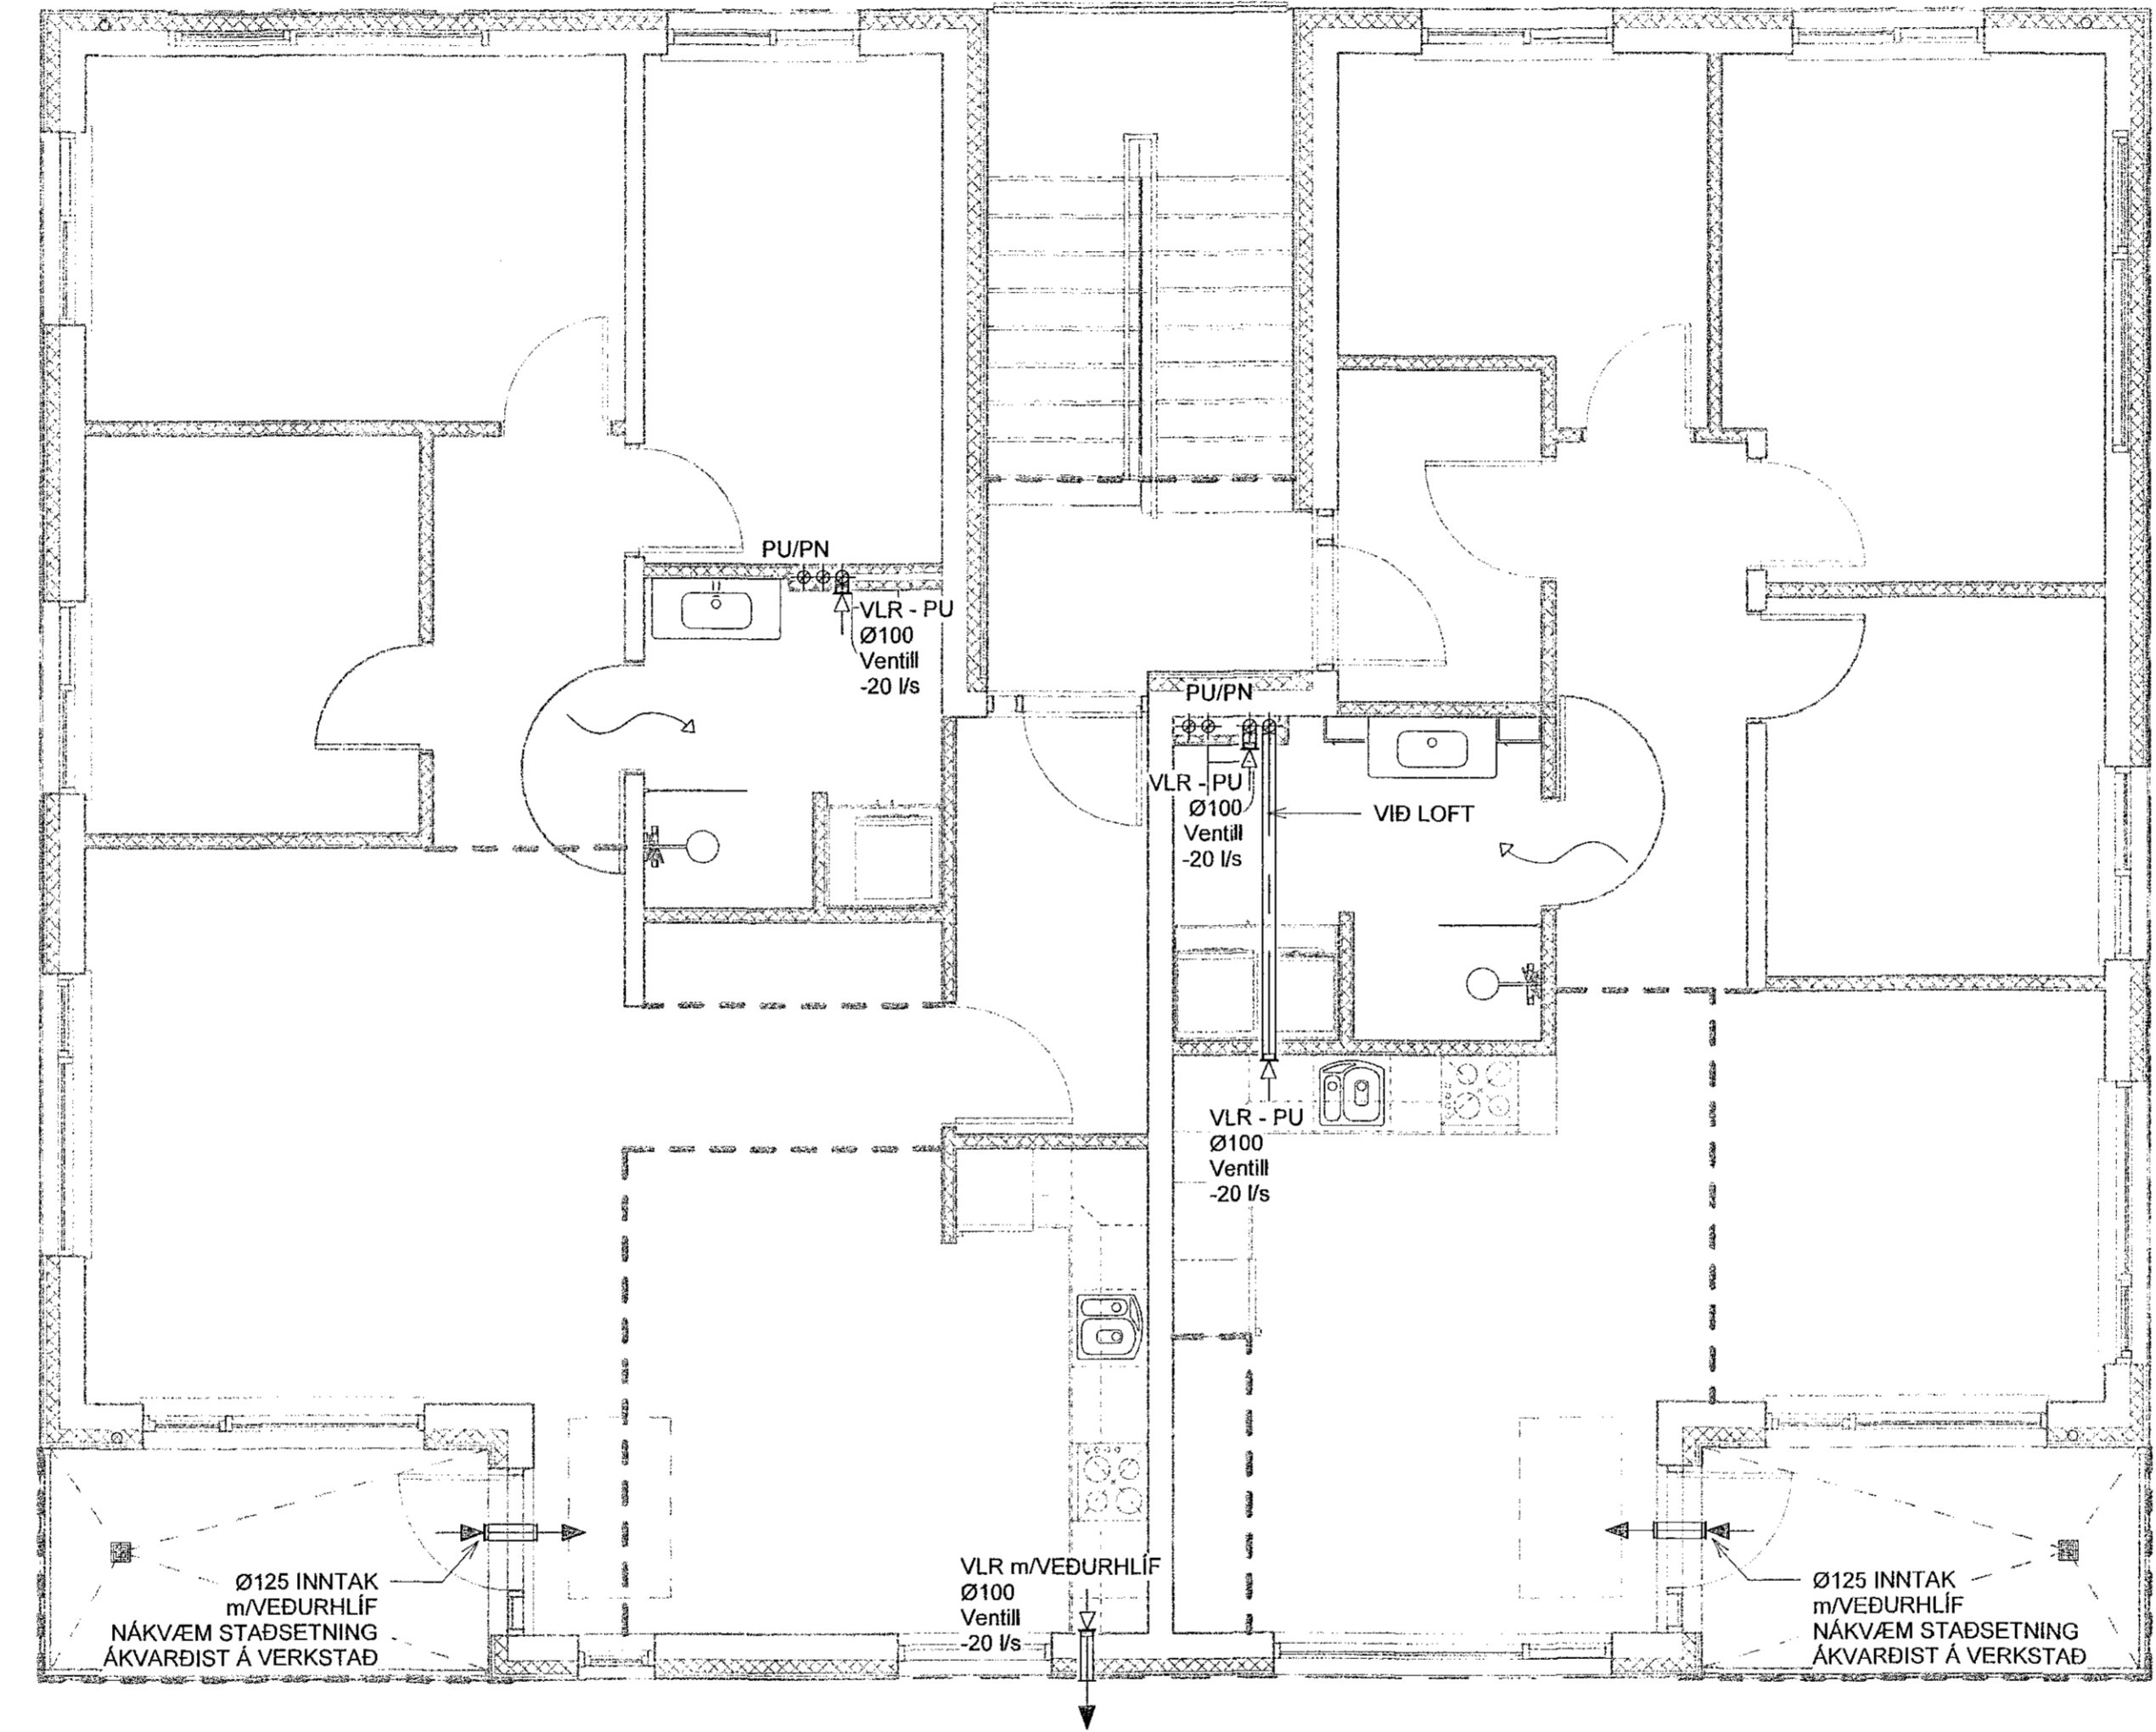 PU/PN
VLR - PU
Ø100
Ventill
-20 l/s
PU/PN
VLR - PU
Ø100
Ventill
-20 l/s
VIÐ LOFT
VLR - PU
Ø100
Ventill
-20 l/s
VLR m/VEÐURHLÍF
Ø100
Ventill
-20 l/s
Ø125 INNTAK
m/VEÐURHLÍF
NÁKVÆM STAÐSETNING
ÁKVARÐIST Á VERKSTAÐ
Ø125 INNTAK
m/VEÐURHLÍF
NÁKVÆM STAÐSETNING
ÁKVARÐIST Á VERKSTAÐ